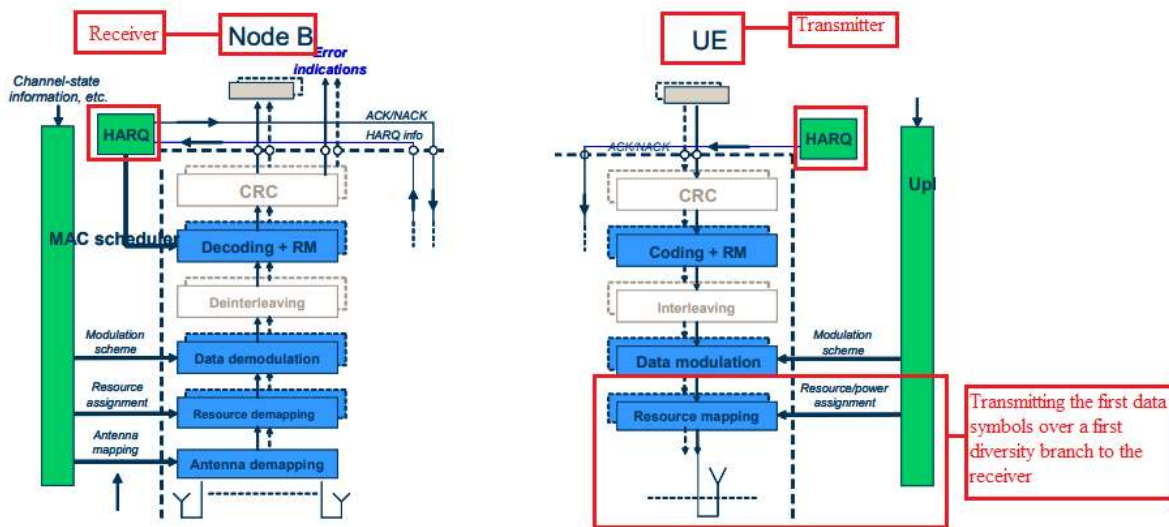 Receiver
Node B
Error
indications
Channel-state
information, etc.
HARQ
ACK/NACK
HARQ info
CRC
MAC scheduler
Decoding + RM
Deinterleaving
Modulation
scheme
Data demodulation
Resource
assignment
Resource demapping
Antenna
mapping
Antenna demapping
UE
Transmitter
ACK/NACK
HARQ
CRC
Upl
Coding + RM
Interleaving
Modulation
scheme
Data modulation
Resource/power
assignment
Resource mapping
Transmitting the first data
symbols over a first
diversity branch to the
receiver